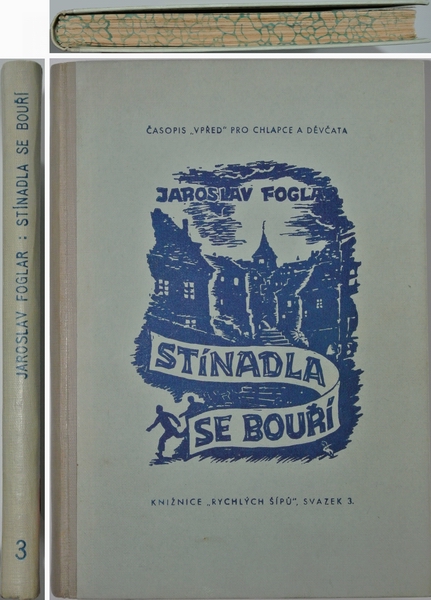 JAROSLAV FOGLAR : STÍNADLA SE BOUŘÍ
3
ČASOPIS „VPŘED" PRO CHLAPCE A DĚVČATA
JAROSLAV FOGLAR
STÍNADLA
SE BOUŘÍ
KNIŽNICE „RYCHLÝCH ŠÍPŮ", SVAZEK 3.